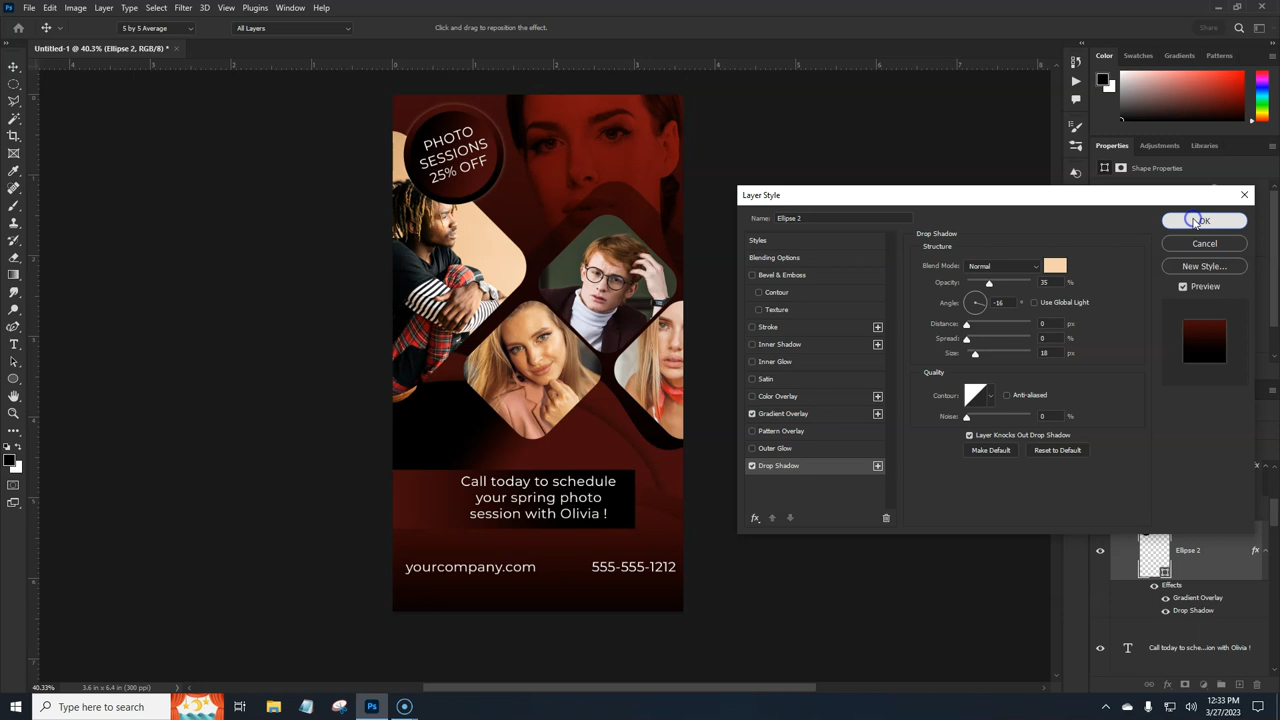 File Edit Image Layer Type Select Filter 3D View Plugins Window Help
5 by 5 Average All Layers Click and drag to reposition the effect. Share
Untitled-1 @ 40.3% (Ellipse 2, RGB/8) *
Color Swatches Gradients Patterns
Properties Adjustments Libraries
Shape Properties
PHOTO
SESSIONS
25% OFF
Call today to schedule
your spring photo
session with Olivia !
yourcompany.com 555-555-1212
Layer Style
Name: Ellipse 2
Styles
Blending Options
Bevel & Emboss
Contour
Texture
Stroke
Inner Shadow
Inner Glow
Satin
Color Overlay
Gradient Overlay
Pattern Overlay
Outer Glow
Drop Shadow
fx
Drop Shadow
Structure
Blend Mode: Normal
Opacity: 35 %
Angle: -16 ° Use Global Light
Distance: 0 px
Spread: 0 %
Size: 18 px
Quality
Contour: Anti-aliased
Noise: 0 %
Layer Knocks Out Drop Shadow
Make Default Reset to Default
OK
Cancel
New Style...
Preview
Ellipse 2 fx
Effects
Gradient Overlay
Drop Shadow
T Call today to sche...ion with Olivia !
40.33% 3.6 in x 6.4 in (300 ppi)
Type here to search
Ps
12:33 PM
3/27/2023